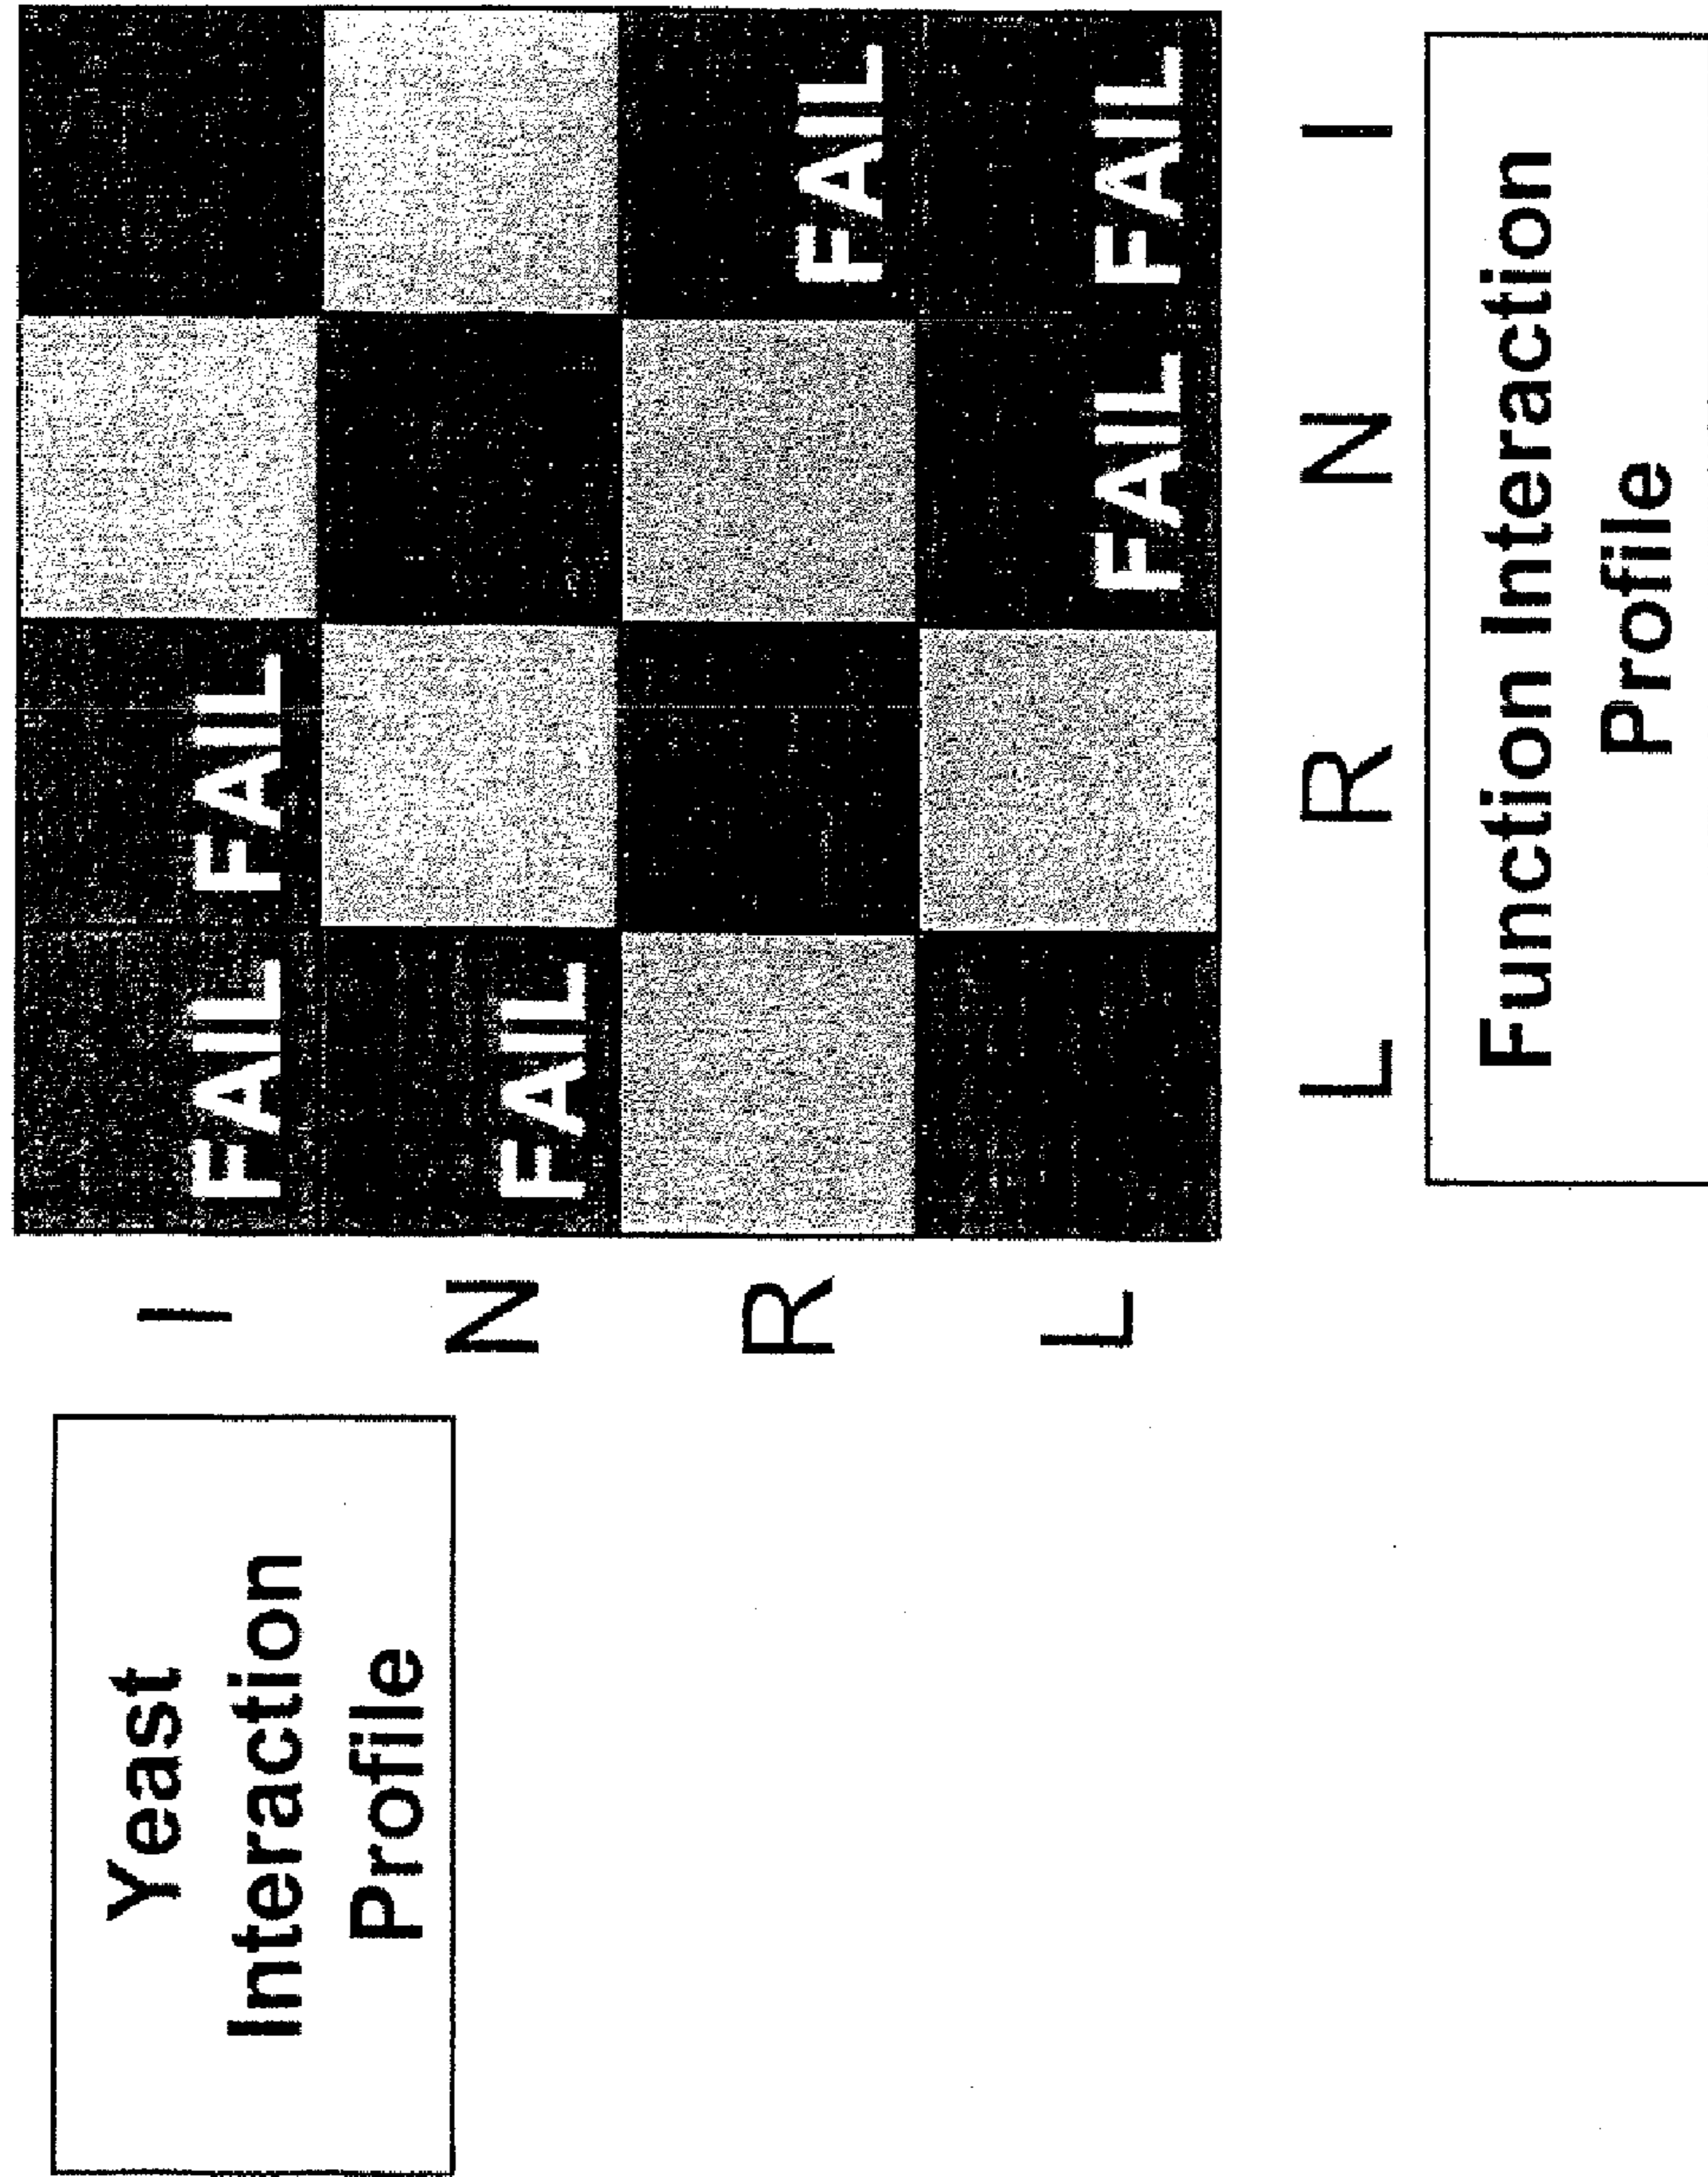 Yeast
Interaction
Profile
I FAIL FAIL
N FAIL
R FAIL
L FAIL FAIL
L R N I
Function Interaction
Profile